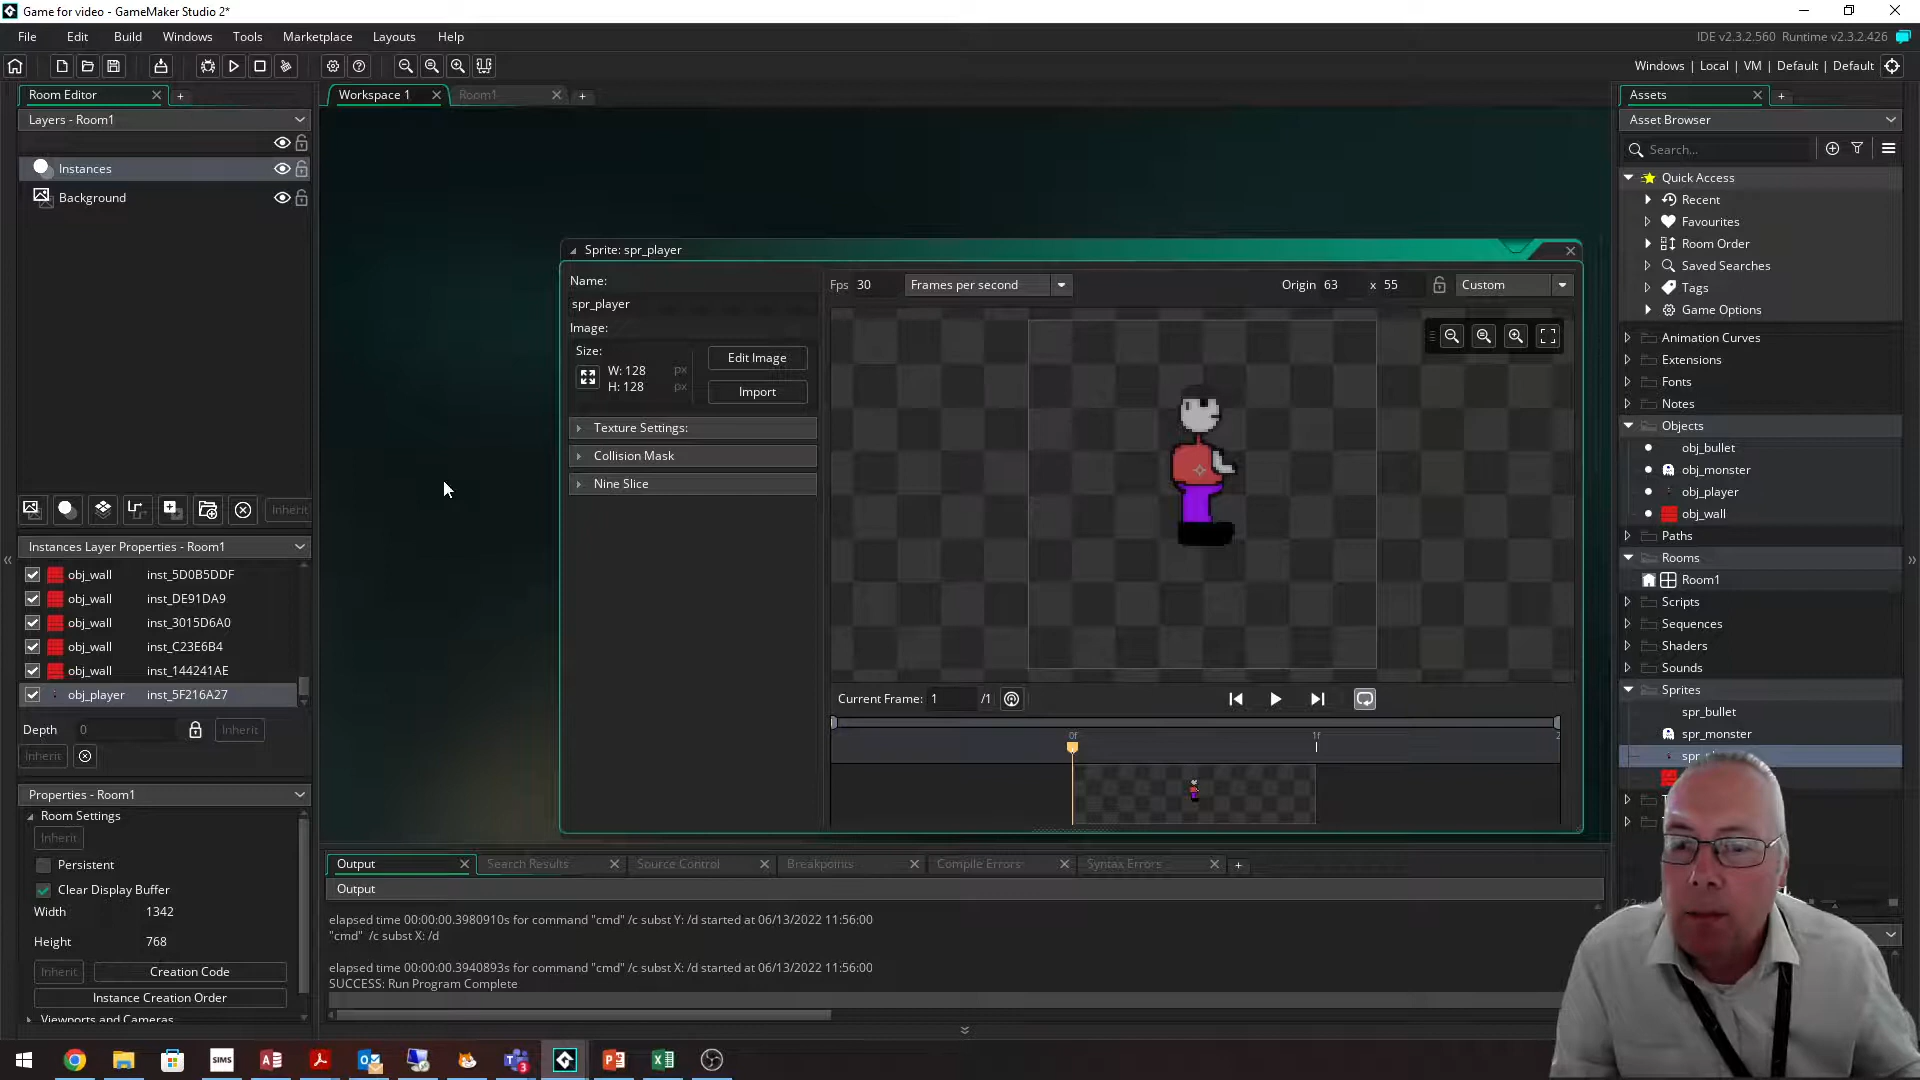 Game for video - GameMaker Studio 2*
File Edit Build Windows Tools Marketplace Layouts Help
IDE v2.3.2.560 Runtime v2.3.2.426
Windows | Local | VM | Default | Default
Room Editor
Workspace 1
Room1
Assets
Layers - Room1
Asset Browser
Search...
Instances
Background
Quick Access
Recent
Favourites
Room Order
Saved Searches
Tags
Game Options
Animation Curves
Extensions
Fonts
Notes
Objects
obj_bullet
obj_monster
obj_player
obj_wall
Paths
Rooms
Room1
Scripts
Sequences
Shaders
Sounds
Sprites
spr_bullet
spr_monster
Sprite: spr_player
Name:
spr_player
Image:
Size:
W: 128 px
H: 128 px
Edit Image
Import
Texture Settings:
Collision Mask
Nine Slice
Fps 30 Frames per second
Origin 63 x 55 Custom
Current Frame: 1 /1
0f 1f 2
Inherit
Instances Layer Properties - Room1
obj_wall inst_5D0B5DDF
obj_wall inst_DE91DA9
obj_wall inst_3015D6A0
obj_wall inst_C23E6B4
obj_wall inst_144241AE
obj_player inst_5F216A27
Depth 0 Inherit
Inherit
Properties - Room1
Room Settings
Inherit
Persistent
Clear Display Buffer
Width 1342
Height 768
Inherit Creation Code
Instance Creation Order
Viewports and Cameras
Output Search Results Source Control Breakpoints Compile Errors Syntax Errors
Output
elapsed time 00:00:00.3980910s for command "cmd" /c subst Y: /d started at 06/13/2022 11:56:00
"cmd" /c subst X: /d
elapsed time 00:00:00.3940893s for command "cmd" /c subst X: /d started at 06/13/2022 11:56:00
SUCCESS: Run Program Complete
SIMS